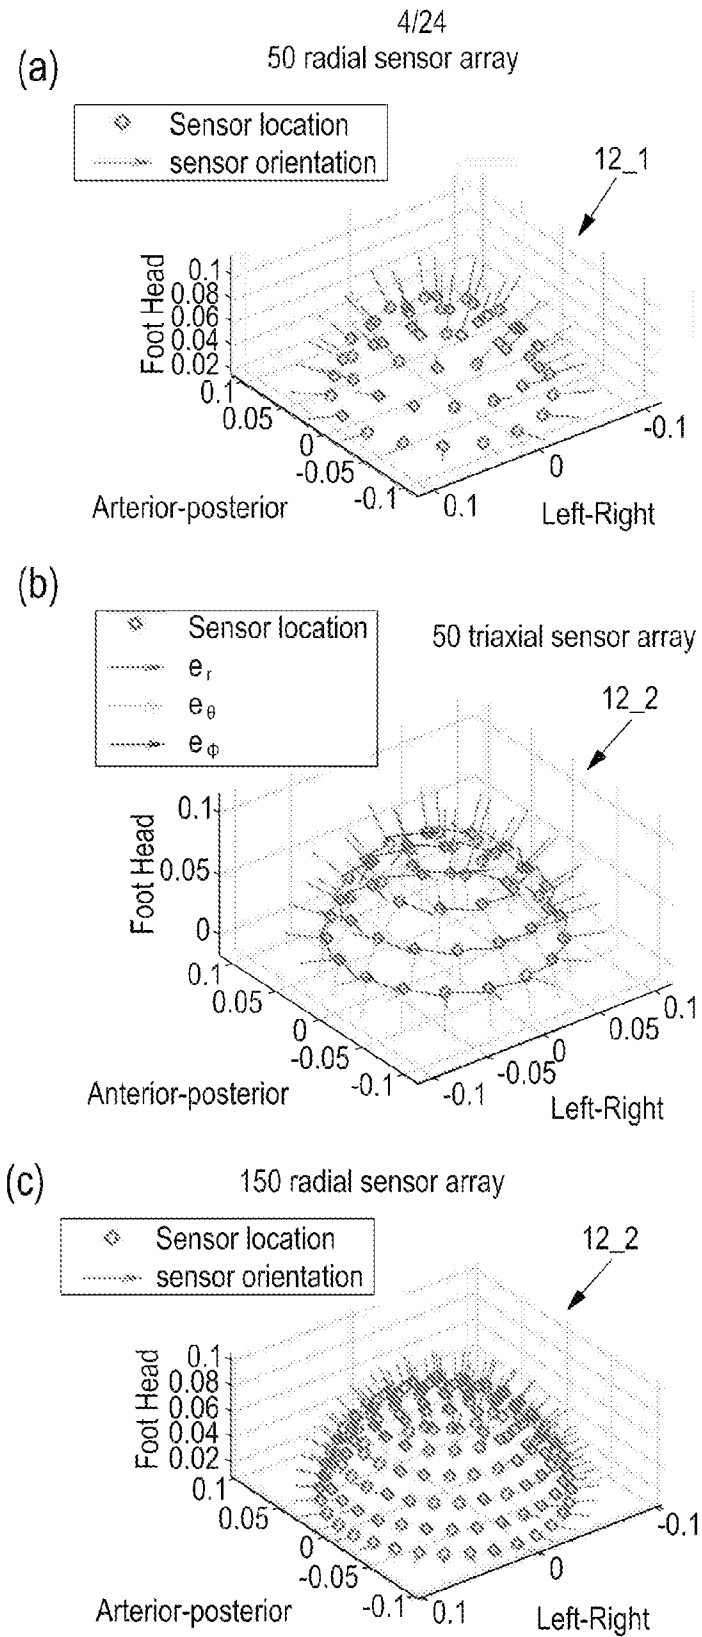 4/24
(a)
50 radial sensor array
Sensor location
sensor orientation
12_1
Foot Head
0.1
0.08
0.06
0.04
0.02
0.1
0.05
0
-0.05
-0.1
0.1
0
-0.1
Arterior-posterior
Left-Right
(b)
Sensor location
e r
e θ
e ϕ
50 triaxial sensor array
12_2
Foot Head
0.1
0.05
0
0.1
0.05
0
-0.05
-0.1
-0.1
-0.05
0
0.05
0.1
Anterior-posterior
Left-Right
(c)
150 radial sensor array
Sensor location
sensor orientation
12_2
Foot Head
0.1
0.08
0.06
0.04
0.02
0.1
0.05
0
-0.05
-0.1
0.1
0
-0.1
Arterior-posterior
Left-Right